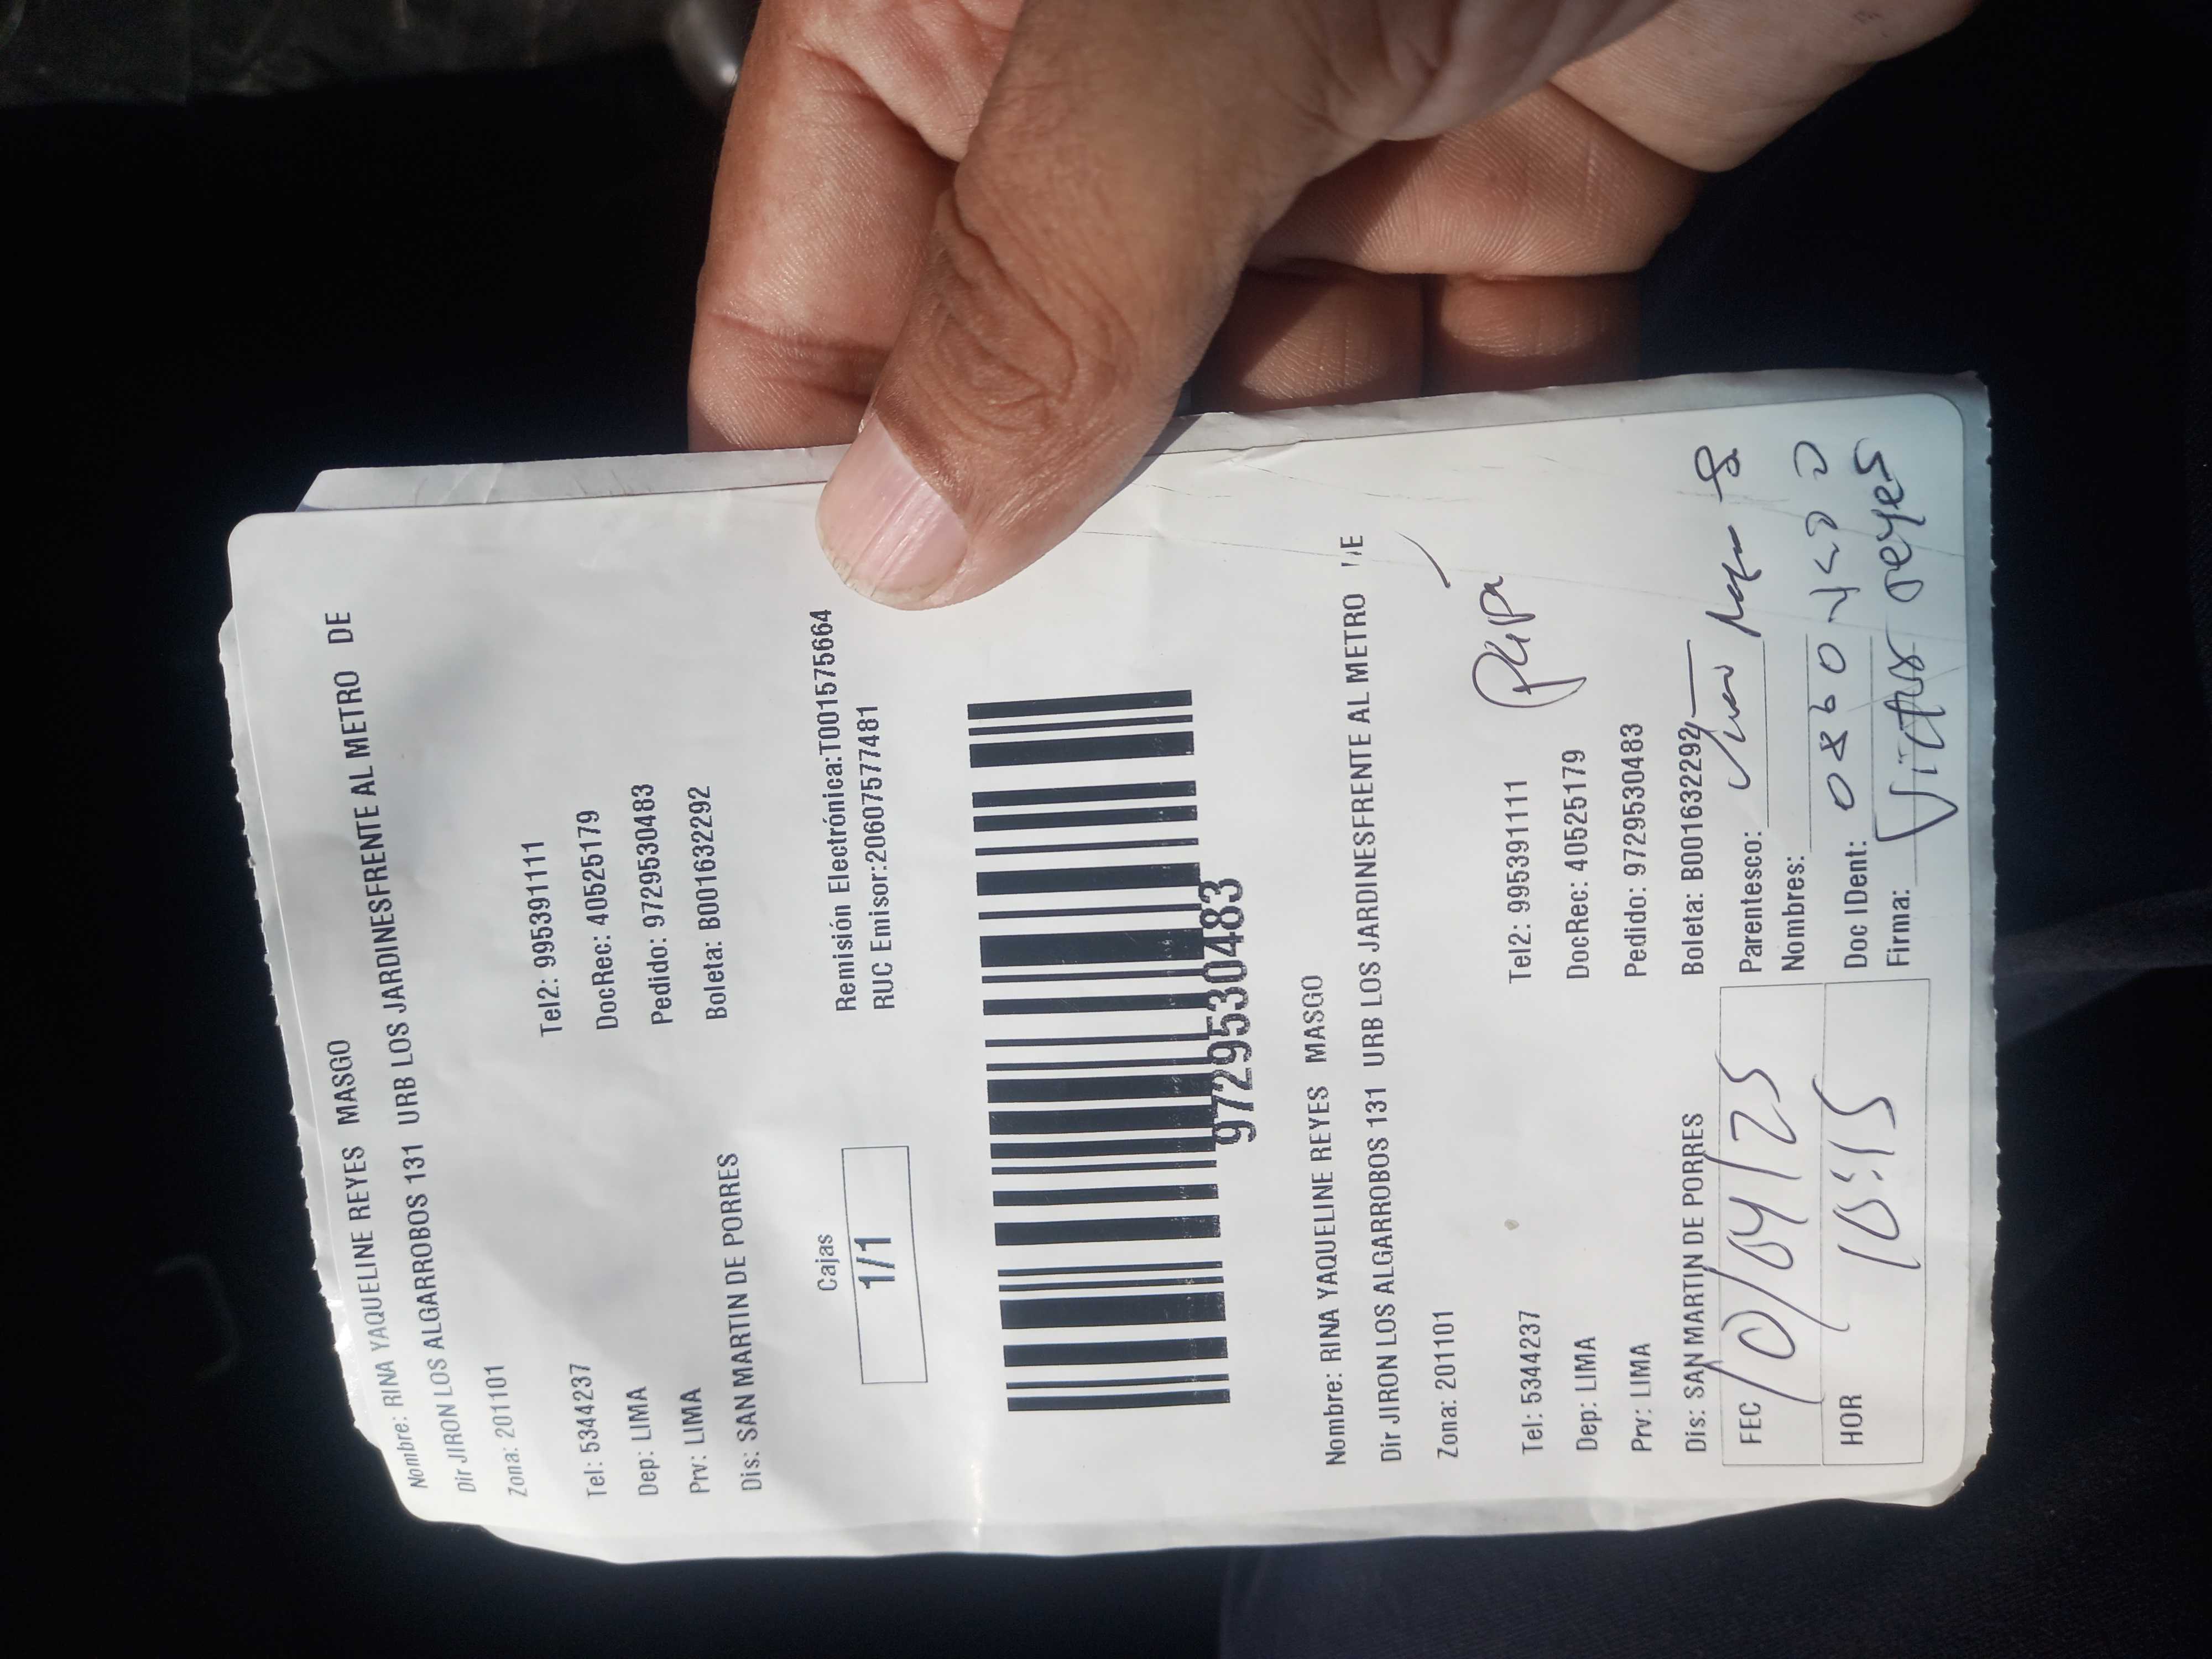 Nombre: RINA YAQUELINE REYES MASGO
Dir JIRON LOS ALGARROBOS 131 URB LOS JARDINESFRENTE AL METRO DE
Zona: 201101
Tel: 5344237 Tel2: 995391111
Dep: LIMA DocRec: 40525179
Prv: LIMA Pedido: 9729530483
Dis: SAN MARTIN DE PORRES Boleta: B001632292
Cajas
1/1
Remisión Electrónica:T001575664
RUC Emisor:20607577481
9729530483
Nombre: RINA YAQUELINE REYES MASGO
Dir JIRON LOS ALGARROBOS 131 URB LOS JARDINESFRENTE AL METRO
Zona: 201101
Tel: 5344237 Tel2: 995391111 papá
Dep: LIMA DocRec: 40525179
Prv: LIMA Pedido: 9729530483
Dis: SAN MARTIN DE PORRES Boleta: B001632292
FEC 10/04/25
HOR 10:15
Parentesco:
Nombres:
Doc IDent:
Firma: Victor reyes